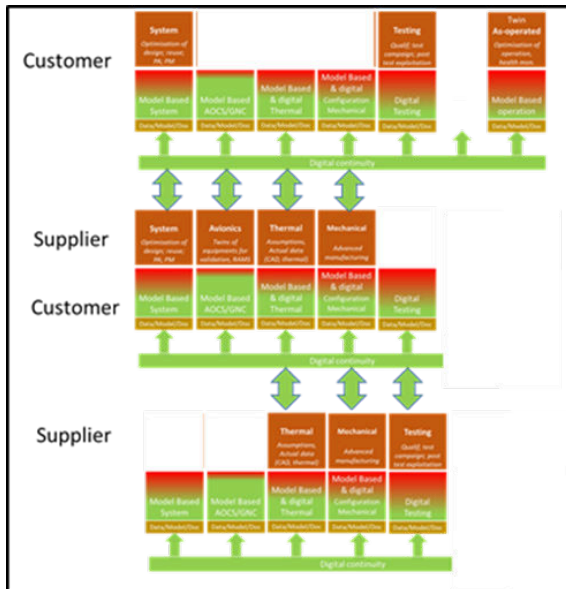 Customer
System
Optimisation of design; reuse; PA, PM
Testing
Qualif, test campaign; post test exploitation
Twin
As-operated
Optimisation of operation, health mon.
Model Based System
Model Based AOCS/GNC
Model Based & digital Thermal
Model Based & digital Configuration Mechanical
Digital Testing
Model Based operation
Data/Model/Doc
Data/Model/Doc
Data/Model/Doc
Data/Model/Doc
Data/Model/Doc
Data/Model/Doc
Digital continuity
Supplier
System
Optimisation of design; reuse; PA, PM
Avionics
Twins of equipments for validation, RAMS
Thermal
Assumptions, Actual data (CAD, thermal)
Mechanical
Advanced manufacturing
Customer
Model Based System
Model Based AOCS/GNC
Model Based & digital Thermal
Model Based & digital Configuration Mechanical
Digital Testing
Data/Model/Doc
Data/Model/Doc
Data/Model/Doc
Data/Model/Doc
Data/Model/Doc
Digital continuity
Supplier
Thermal
Assumptions, Actual data (CAD, thermal)
Mechanical
Advanced manufacturing
Testing
Qualif, test campaign; post test exploitation
Model Based System
Model Based AOCS/GNC
Model Based & digital Thermal
Model Based & digital Configuration Mechanical
Digital Testing
Data/Model/Doc
Data/Model/Doc
Data/Model/Doc
Data/Model/Doc
Data/Model/Doc
Digital continuity